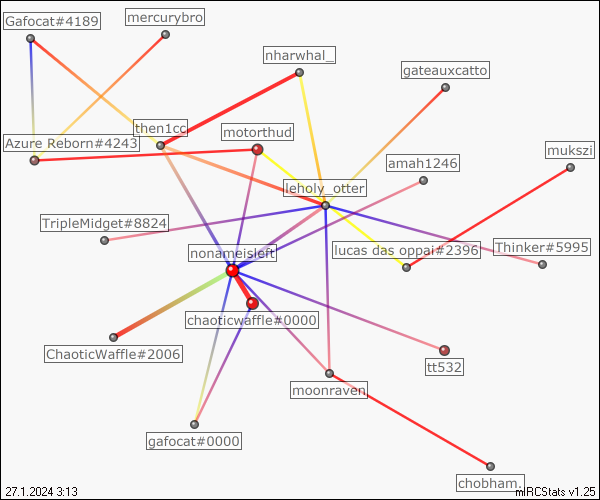 Gafocat#4189
mercurybro
nharwhal_
gateauxcatto
then1cc
motorthud
Azure Reborn#4243
mukszi
amah1246
leholy_otter
TripleMidget#8824
nonameisleft
lucas das oppai#2396
Thinker#5995
chaoticwaffle#0000
ChaoticWaffle#2006
tt532
moonraven
gafocat#0000
chobham.
27.1.2024 3:13
mIRCStats v1.25